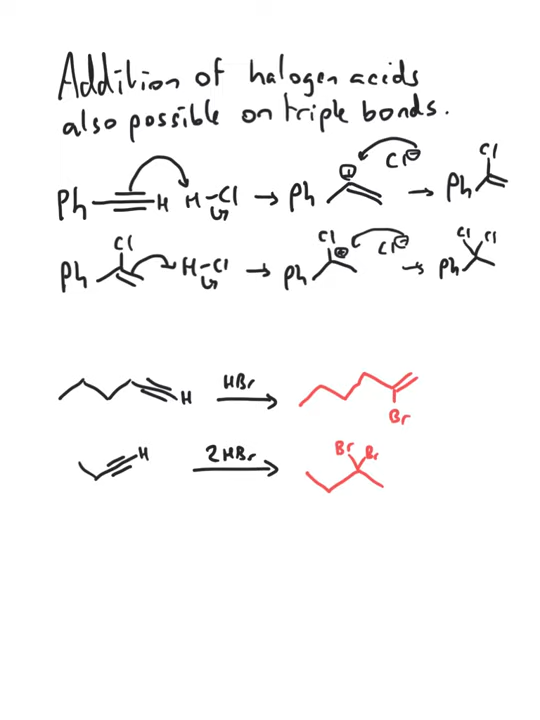 Addition of halogen acids
also possible on triple bonds.
Ph H H-Cl → Ph + Cl⊖ → Ph Cl
Ph Cl H-Cl → Ph Cl ⊕ Cl⊖ → Ph Cl Cl
H HBr → Br
H 2HBr → Br Br